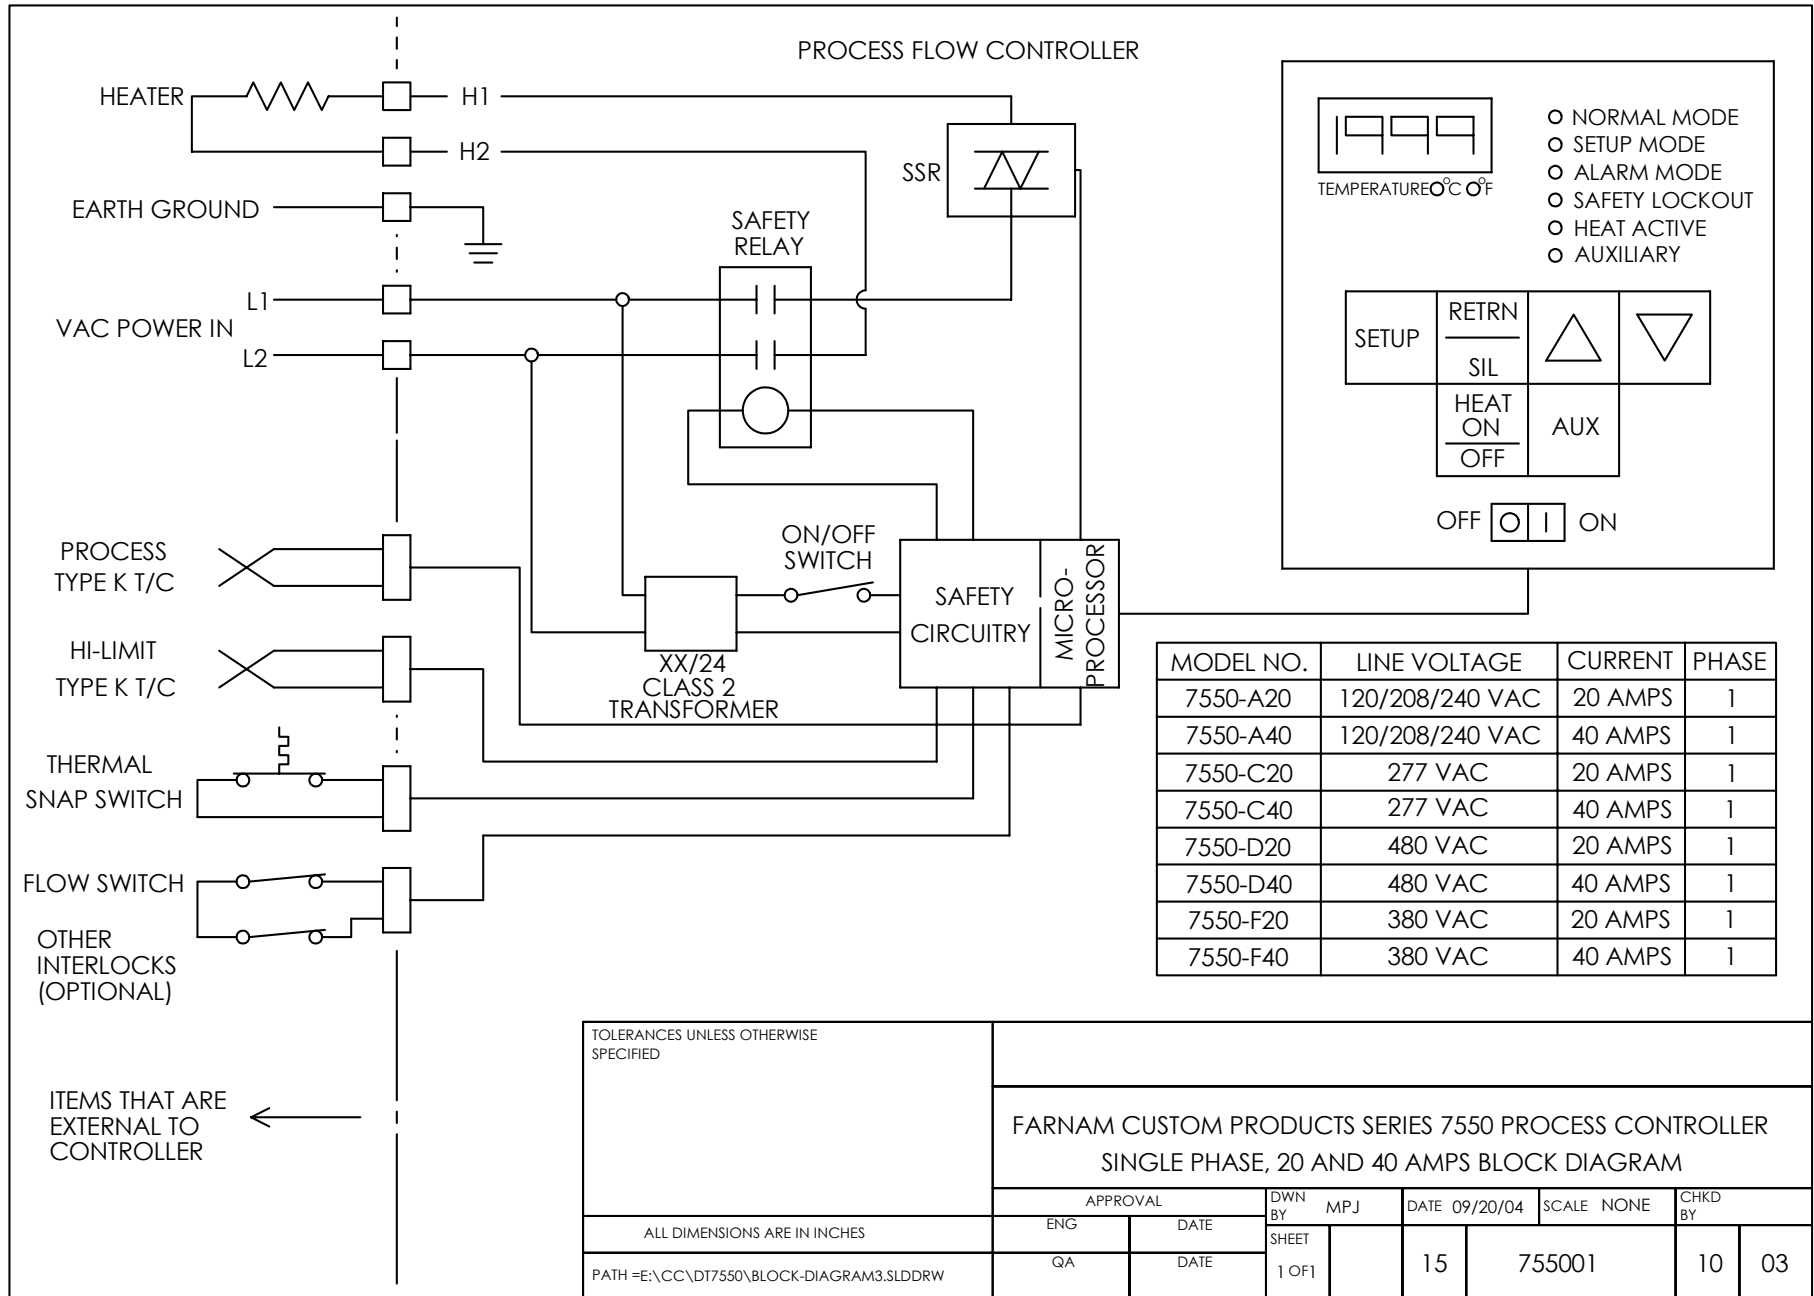 PROCESS FLOW CONTROLLER
HEATER
H1
H2
SSR
EARTH GROUND
SAFETY
RELAY
L1
VAC POWER IN
L2
PROCESS
TYPE K T/C
ON/OFF
SWITCH
SAFETY
CIRCUITRY
MICRO-
PROCESSOR
HI-LIMIT
TYPE K T/C
XX/24
CLASS 2
TRANSFORMER
THERMAL
SNAP SWITCH
FLOW SWITCH
OTHER
INTERLOCKS
(OPTIONAL)
ITEMS THAT ARE
EXTERNAL TO
CONTROLLER
1999
TEMPERATURE °C °F
NORMAL MODE
SETUP MODE
ALARM MODE
SAFETY LOCKOUT
HEAT ACTIVE
AUXILIARY
SETUP
RETRN
SIL
HEAT
ON
OFF
AUX
OFF O I ON
MODEL NO. LINE VOLTAGE CURRENT PHASE
7550-A20 120/208/240 VAC 20 AMPS 1
7550-A40 120/208/240 VAC 40 AMPS 1
7550-C20 277 VAC 20 AMPS 1
7550-C40 277 VAC 40 AMPS 1
7550-D20 480 VAC 20 AMPS 1
7550-D40 480 VAC 40 AMPS 1
7550-F20 380 VAC 20 AMPS 1
7550-F40 380 VAC 40 AMPS 1
TOLERANCES UNLESS OTHERWISE
SPECIFIED
ALL DIMENSIONS ARE IN INCHES
PATH =E:\CC\DT7550\BLOCK-DIAGRAM3.SLDDRW
FARNAM CUSTOM PRODUCTS SERIES 7550 PROCESS CONTROLLER
SINGLE PHASE, 20 AND 40 AMPS BLOCK DIAGRAM
APPROVAL
ENG DATE
QA DATE
DWN
BY MPJ
DATE 09/20/04
SCALE NONE
CHKD
BY
SHEET
1 OF1
15
755001
10
03